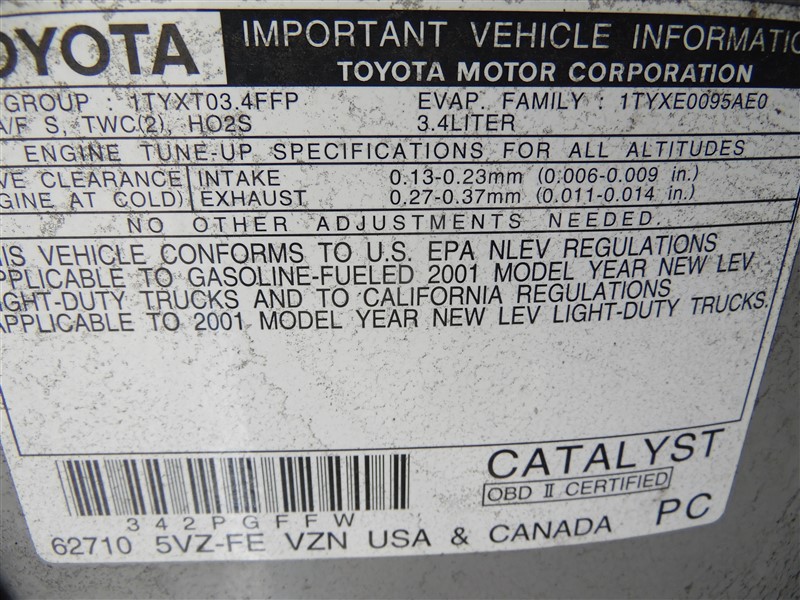 TOYOTA
IMPORTANT VEHICLE INFORMATIO
TOYOTA MOTOR CORPORATION
GROUP : 1TYXT03.4FFP EVAP. FAMILY : 1TYXE0095AE0
A/F S, TWC(2), HO2S 3.4LITER
ENGINE TUNE-UP SPECIFICATIONS FOR ALL ALTITUDES
VE CLEARANCE INTAKE 0.13-0.23mm (0.006-0.009 in.)
GINE AT COLD) EXHAUST 0.27-0.37mm (0.011-0.014 in.)
NO OTHER ADJUSTMENTS NEEDED.
IS VEHICLE CONFORMS TO U.S. EPA NLEV REGULATIONS
PPLICABLE TO GASOLINE-FUELED 2001 MODEL YEAR NEW LEV
IGHT-DUTY TRUCKS AND TO CALIFORNIA REGULATIONS
APPLICABLE TO 2001 MODEL YEAR NEW LEV LIGHT-DUTY TRUCKS.
CATALYST
OBD II CERTIFIED
342PGFFW
62710 5VZ-FE VZN USA & CANADA PC